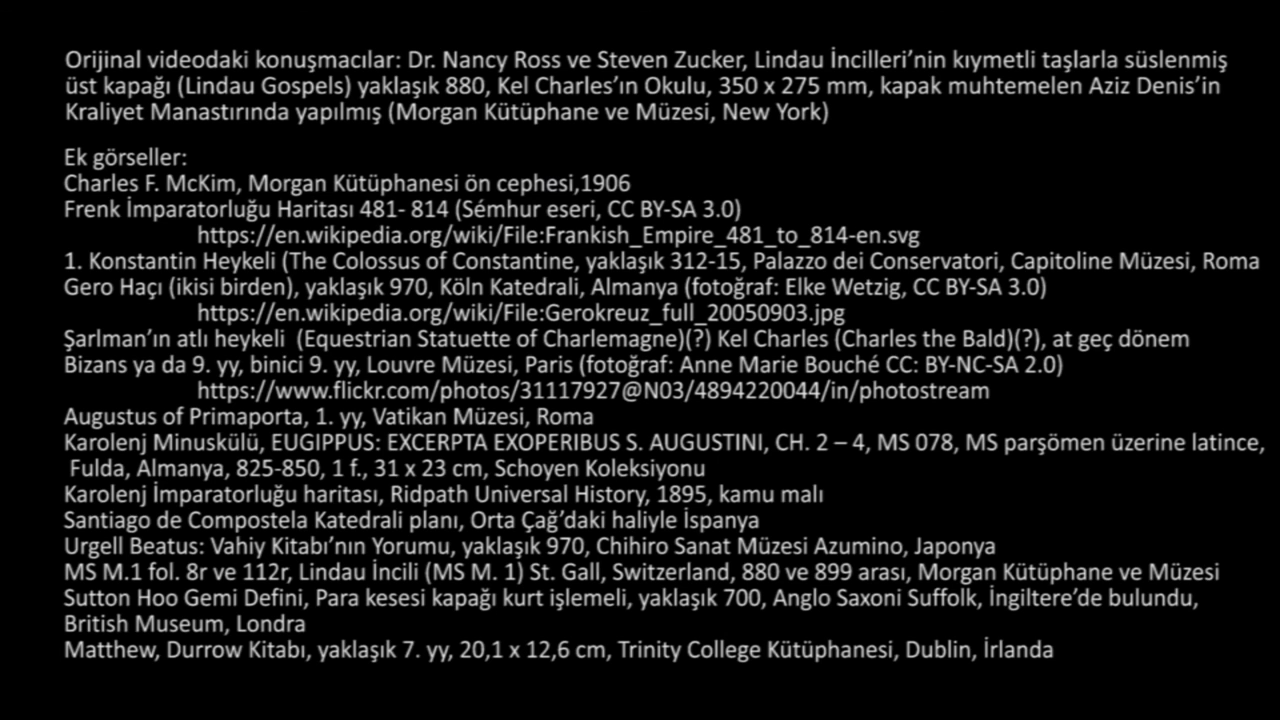 Orijinal videodaki konuşmacılar: Dr. Nancy Ross ve Steven Zucker, Lindau İncilleri’nin kıymetli taşlarla süslenmiş
üst kapağı (Lindau Gospels) yaklaşık 880, Kel Charles’ın Okulu, 350 x 275 mm, kapak muhtemelen Aziz Denis’in
Kraliyet Manastırında yapılmış (Morgan Kütüphane ve Müzesi, New York)
Ek görseller:
Charles F. McKim, Morgan Kütüphanesi ön cephesi,1906
Frenk İmparatorluğu Haritası 481- 814 (Sémhur eseri, CC BY-SA 3.0)
https://en.wikipedia.org/wiki/File:Frankish_Empire_481_to_814-en.svg
1. Konstantin Heykeli (The Colossus of Constantine, yaklaşık 312-15, Palazzo dei Conservatori, Capitoline Müzesi, Roma
Gero Haçı (ikisi birden), yaklaşık 970, Köln Katedrali, Almanya (fotoğraf: Elke Wetzig, CC BY-SA 3.0)
https://en.wikipedia.org/wiki/File:Gerokreuz_full_20050903.jpg
Şarlman’ın atlı heykeli (Equestrian Statuette of Charlemagne)(?) Kel Charles (Charles the Bald)(?), at geç dönem
Bizans ya da 9. yy, binici 9. yy, Louvre Müzesi, Paris (fotoğraf: Anne Marie Bouché CC: BY-NC-SA 2.0)
https://www.flickr.com/photos/31117927@N03/4894220044/in/photostream
Augustus of Primaporta, 1. yy, Vatikan Müzesi, Roma
Karolenj Minuskülü, EUGIPPUS: EXCERPTA EXOPERIBUS S. AUGUSTINI, CH. 2 – 4, MS 078, MS parşömen üzerine latince,
Fulda, Almanya, 825-850, 1 f., 31 x 23 cm, Schoyen Koleksiyonu
Karolenj İmparatorluğu haritası, Ridpath Universal History, 1895, kamu malı
Santiago de Compostela Katedrali planı, Orta Çağ’daki haliyle İspanya
Urgell Beatus: Vahiy Kitabı’nın Yorumu, yaklaşık 970, Chihiro Sanat Müzesi Azumino, Japonya
MS M.1 fol. 8r ve 112r, Lindau İncili (MS M. 1) St. Gall, Switzerland, 880 ve 899 arası, Morgan Kütüphane ve Müzesi
Sutton Hoo Gemi Defini, Para kesesi kapağı kurt işlemeli, yaklaşık 700, Anglo Saxoni Suffolk, İngiltere’de bulundu,
British Museum, Londra
Matthew, Durrow Kitabı, yaklaşık 7. yy, 20,1 x 12,6 cm, Trinity College Kütüphanesi, Dublin, İrlanda